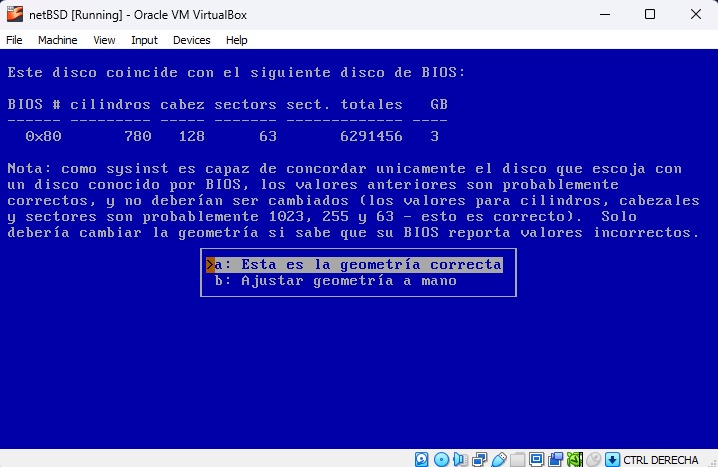 netBSD [Running] - Oracle VM VirtualBox
File Machine View Input Devices Help
Este disco coincide con el siguiente disco de BIOS:
BIOS # cilindros cabez sectors sect. totales GB
------ --------- ----- ------- ------------- ----
0x80 780 128 63 6291456 3
Nota: como sysinst es capaz de concordar unicamente el disco que escoja con
un disco conocido por BIOS, los valores anteriores son probablemente
correctos, y no deberían ser cambiados (los valores para cilindros, cabezales
y sectores son probablemente 1023, 255 y 63 - esto es correcto). Solo
debería cambiar la geometría si sabe que su BIOS reporta valores incorrectos.
>a: Esta es la geometría correcta
b: Ajustar geometría a mano
CTRL DERECHA